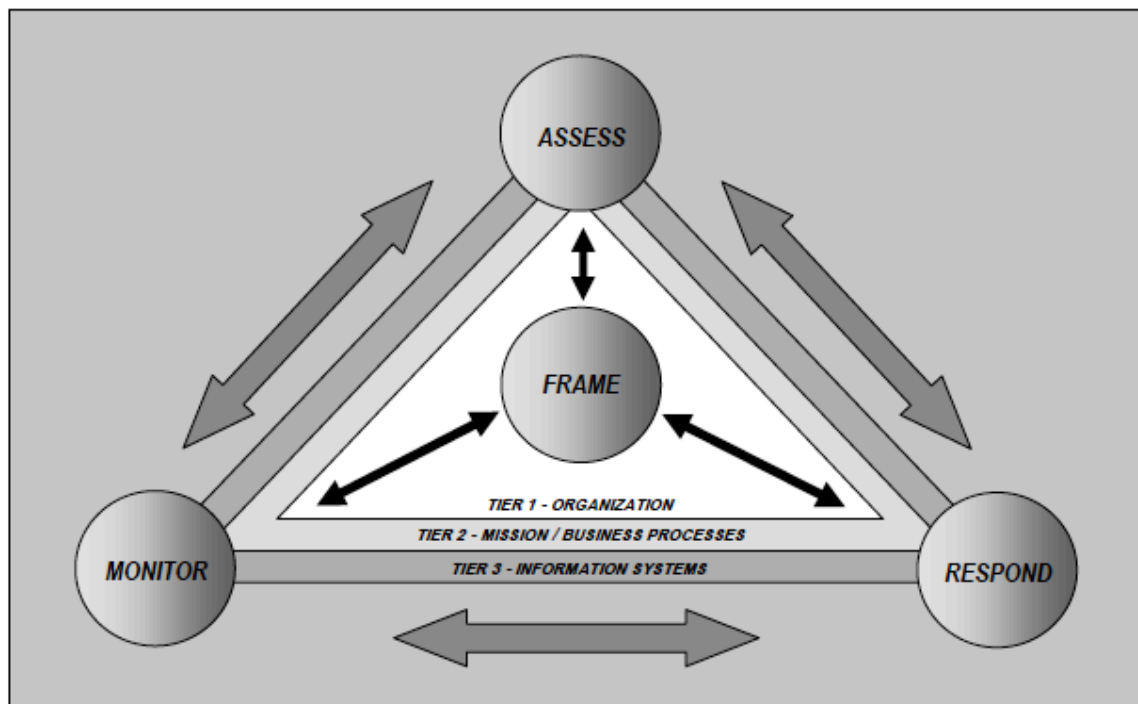 ASSESS
FRAME
TIER 1 - ORGANIZATION
TIER 2 - MISSION / BUSINESS PROCESSES
MONITOR
TIER 3 - INFORMATION SYSTEMS
RESPOND